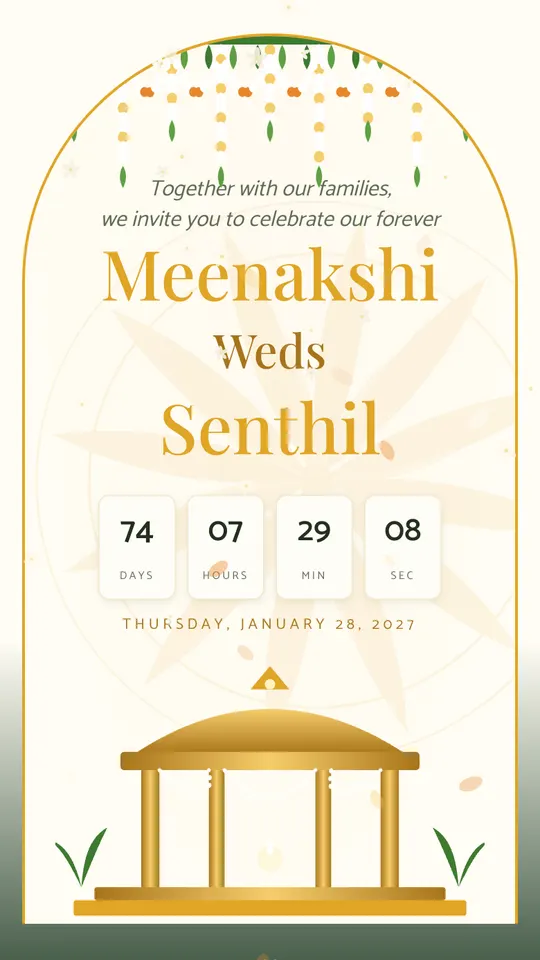 Together with our families,
we invite you to celebrate our forever
Meenakshi
Weds
Senthil
74 07 29 08
DAYS HOURS MIN SEC
THURSDAY, JANUARY 28, 2027